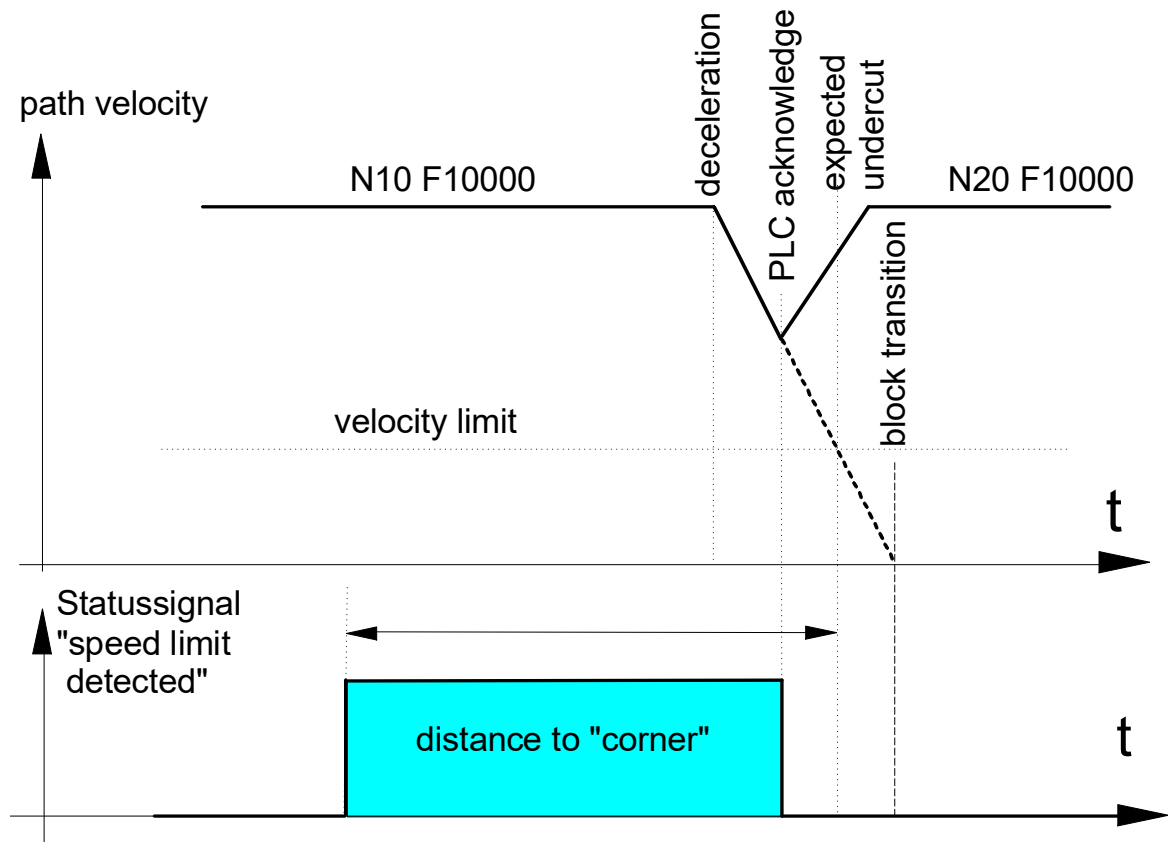 path velocity
N10 F10000
deceleration
PLC acknowledge
expected
undercut
N20 F10000
velocity limit
block transition
t
Statussignal
"speed limit
detected"
distance to "corner"
t